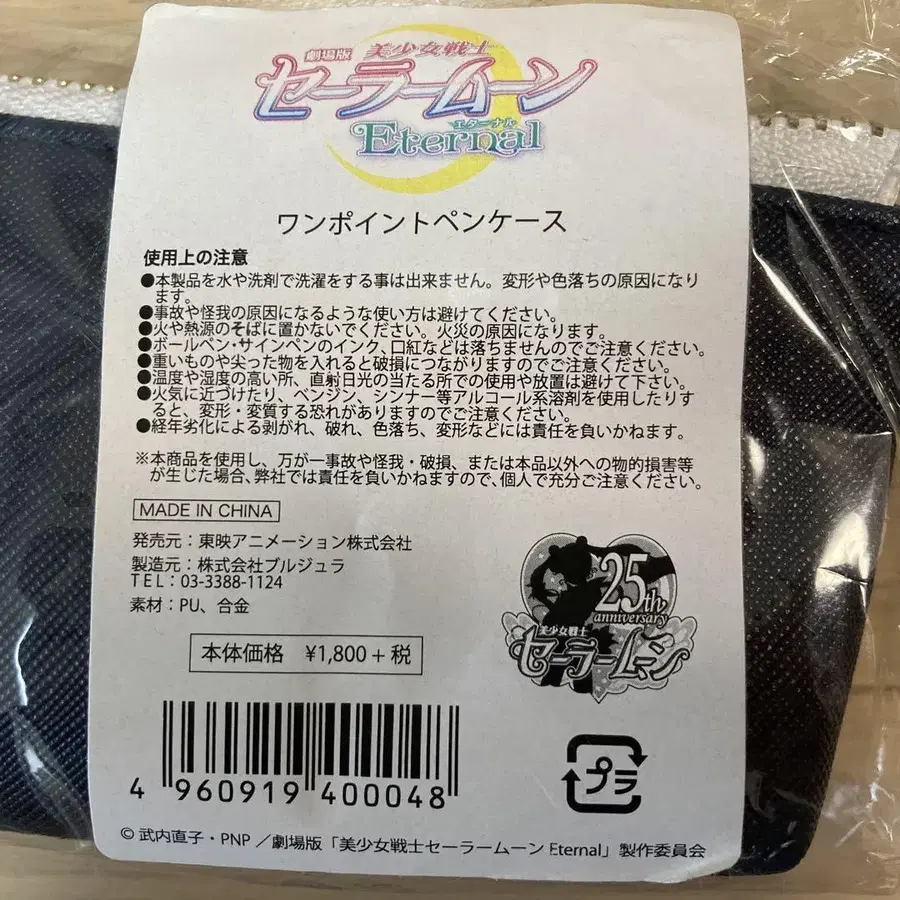 劇場版 美少女戦士
セーラームーン
エターナル
Eternal
ワンポイントペンケース
使用上の注意
●本製品を水や洗剤で洗濯をする事は出来ません。変形や色落ちの原因になり
ます。
●事故や怪我の原因になるような使い方は避けてください。
●火や熱源のそばに置かないでください。火災の原因になります。
●ボールペン・サインペンのインク、口紅などは落ちませんのでご注意ください。
●重いものや尖った物を入れると破損につながりますのでご注意ください。
●温度や湿度の高い所、直射日光の当たる所での使用や放置は避けて下さい。
●火気に近づけたり、ベンジン、シンナー等アルコール系溶剤を使用したりす
ると、変形・変質する恐れがありますのでご注意ください。
●経年劣化による剥がれ、破れ、色落ち、変形などには責任を負いかねます。
※本商品を使用し、万が一事故や怪我・破損、または本品以外への物的損害等
が生じた場合、弊社では責任を負いかねますので、個人で充分ご注意ください。
MADE IN CHINA
発売元：東映アニメーション株式会社
製造元：株式会社ブルジュラ
TEL：03-3388-1124
素材：PU、合金
25th
anniversary
美少女戦士
セーラームーン
本体価格 ¥1,800＋税
4 960919 400048
プラ
© 武内直子・PNP ／劇場版「美少女戦士セーラームーン Eternal」製作委員会